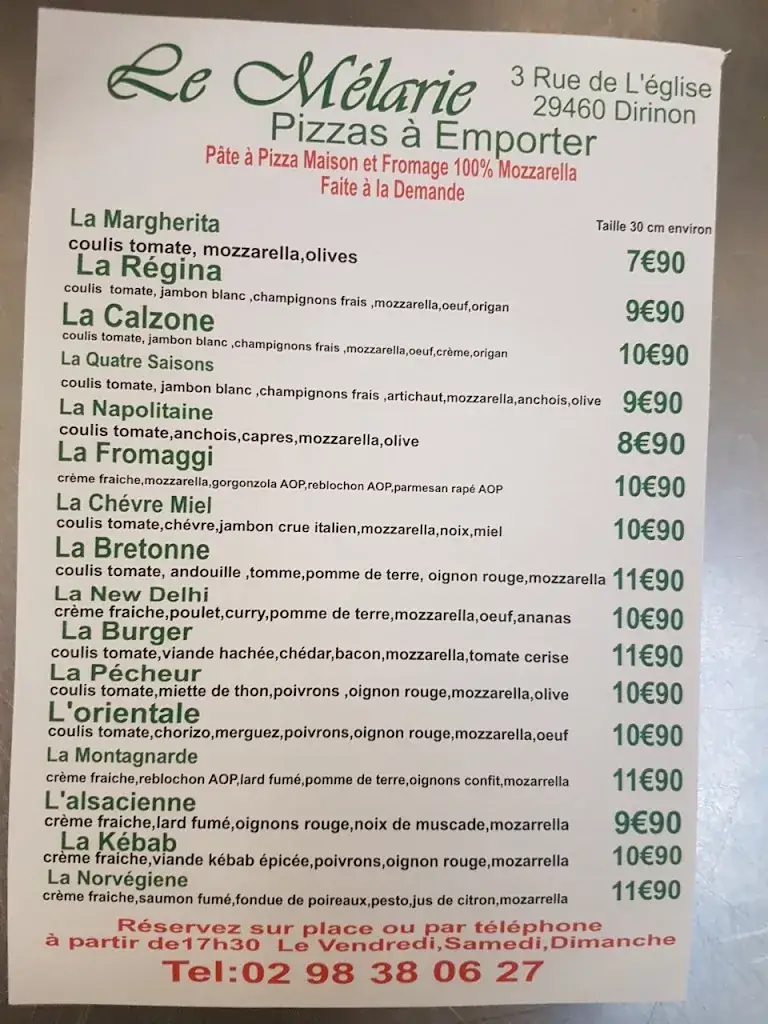 Le Mélarie
3 Rue de L'église
29460 Dirinon
Pizzas à Emporter
Pâte à Pizza Maison et Fromage 100% Mozzarella
Faite à la Demande
Taille 30 cm environ
La Margherita
coulis tomate, mozzarella,olives 7€90
La Régina
coulis tomate, jambon blanc ,champignons frais ,mozzarella,oeuf,origan 9€90
La Calzone
coulis tomate, jambon blanc ,champignons frais ,mozzarella,oeuf,crème,origan 10€90
La Quatre Saisons
coulis tomate, jambon blanc ,champignons frais ,artichaut,mozzarella,anchois,olive 9€90
La Napolitaine
coulis tomate,anchois,capres,mozzarella,olive 8€90
La Fromaggi
crème fraiche,mozzarella,gorgonzola AOP,reblochon AOP,parmesan rapé AOP 10€90
La Chévre Miel
coulis tomate,chévre,jambon crue italien,mozzarella,noix,miel 10€90
La Bretonne
coulis tomate, andouille ,tomme,pomme de terre, oignon rouge,mozzarella 11€90
La New Delhi
crème fraiche,poulet,curry,pomme de terre,mozzarella,oeuf,ananas 10€90
La Burger
coulis tomate,viande hachée,chédar,bacon,mozzarella,tomate cerise 11€90
La Pécheur
coulis tomate,miette de thon,poivrons ,oignon rouge,mozzarella,olive 10€90
L'orientale
coulis tomate,chorizo,merguez,poivrons,oignon rouge,mozzarella,oeuf 10€90
La Montagnarde
crème fraiche,reblochon AOP,lard fumé,pomme de terre,oignons confit,mozarrella 11€90
L'alsacienne
crème fraiche,lard fumé,oignons rouge,noix de muscade,mozarrella 9€90
La Kébab
crème fraiche,viande kébab épicée,poivrons,oignon rouge,mozarrella 10€90
La Norvégiene
crème fraiche,saumon fumé,fondue de poireaux,pesto,jus de citron,mozarrella 11€90
Réservez sur place ou par téléphone
à partir de17h30 Le Vendredi,Samedi,Dimanche
Tel:02 98 38 06 27